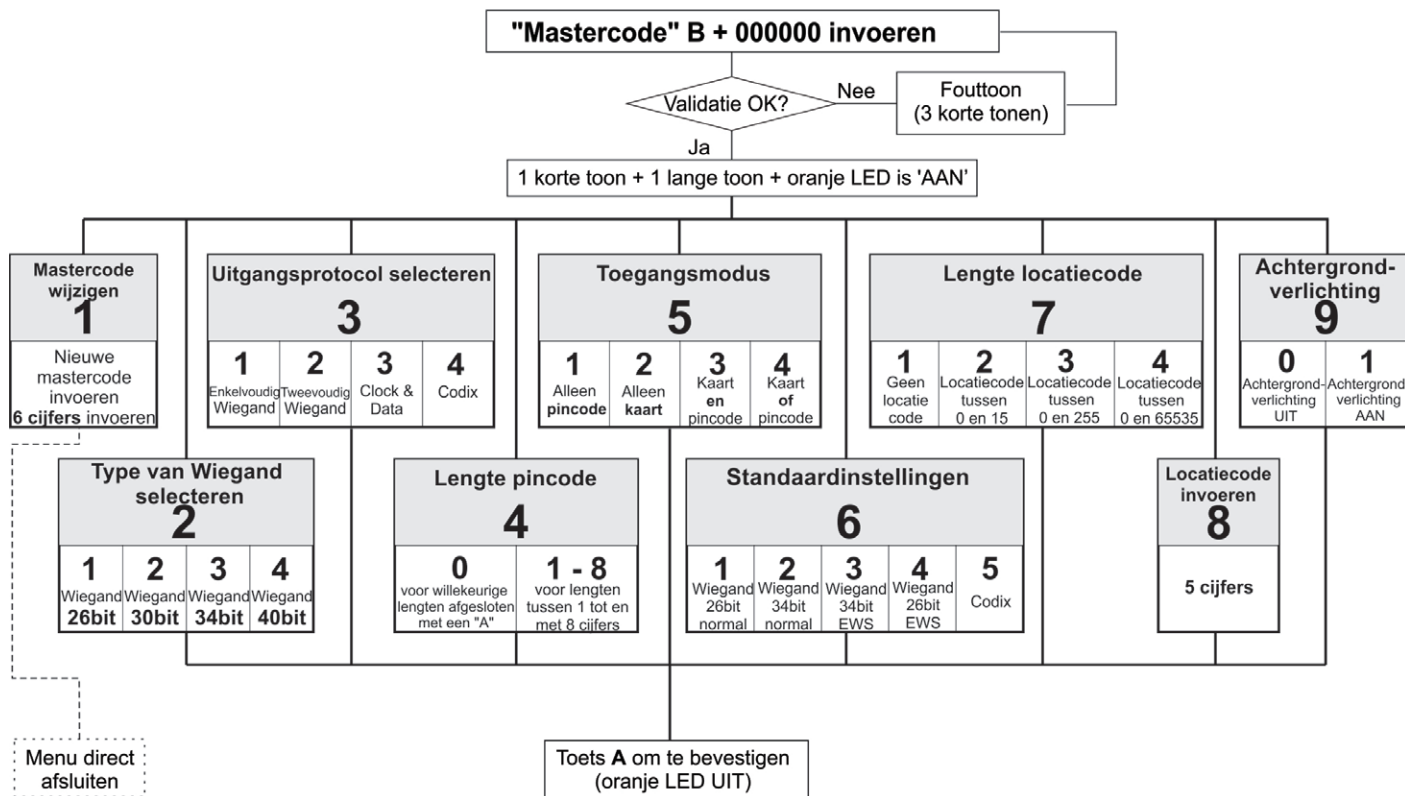 "Mastercode" B + 000000 invoeren
Validatie OK?
Nee
Fouttoon
(3 korte tonen)
Ja
1 korte toon + 1 lange toon + oranje LED is 'AAN'
Mastercode
wijzigen
1
Nieuwe
mastercode
invoeren
6 cijfers invoeren
Uitgangsprotocol selecteren
3
1
Enkelvoudig
Wiegand
2
Tweevoudig
Wiegand
3
Clock &
Data
4
Codix
Toegangsmodus
5
1
Alleen
pincode
2
Alleen
kaart
3
Kaart
en
pincode
4
Kaart
of
pincode
Lengte locatiecode
7
1
Geen
locatie
code
2
Locatiecode
tussen
0 en 15
3
Locatiecode
tussen
0 en 255
4
Locatiecode
tussen
0 en 65535
Achtergrond-
verlichting
9
0
Achtergrond-
verlichting
UIT
1
Achtergrond
verlichting
AAN
Type van Wiegand
selecteren
2
1
Wiegand
26bit
2
Wiegand
30bit
3
Wiegand
34bit
4
Wiegand
40bit
Lengte pincode
4
0
voor willekeurige
lengten afgesloten
met een "A"
1 - 8
voor lengten
tussen 1 tot en
met 8 cijfers
Standaardinstellingen
6
1
Wiegand
26bit
normal
2
Wiegand
34bit
normal
3
Wiegand
34bit
EWS
4
Wiegand
26bit
EWS
5
Codix
Locatiecode
invoeren
8
5 cijfers
Menu direct
afsluiten
Toets A om te bevestigen
(oranje LED UIT)